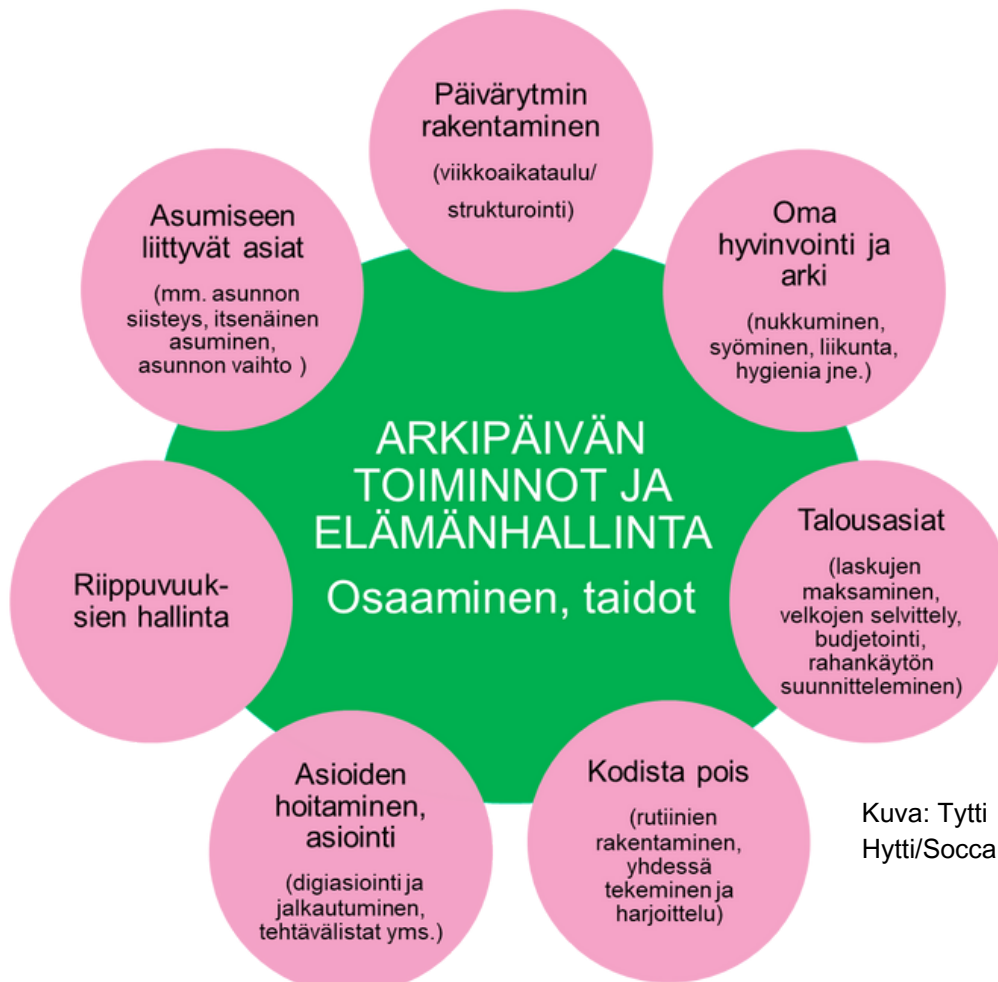 Päivärytmin
rakentaminen
(viikkoaikataulu/
strukturointi)
Oma
hyvinvointi ja
arki
(nukkuminen,
syöminen, liikunta,
hygienia jne.)
Talousasiat
(laskujen
maksaminen,
velkojen selvittely,
budjetointi,
rahankäytön
suunnitteleminen)
Kodista pois
(rutiinien
rakentaminen,
yhdessä
tekeminen ja
harjoittelu)
Asioiden
hoitaminen,
asiointi
(digiasiointi ja
jalkautuminen,
tehtävälistat yms.)
Riippuvuuk-
sien hallinta
Asumiseen
liittyvät asiat
(mm. asunnon
siisteys, itsenäinen
asuminen,
asunnon vaihto )
ARKIPÄIVÄN
TOIMINNOT JA
ELÄMÄNHALLINTA
Osaaminen, taidot
Kuva: Tytti
Hytti/Socca